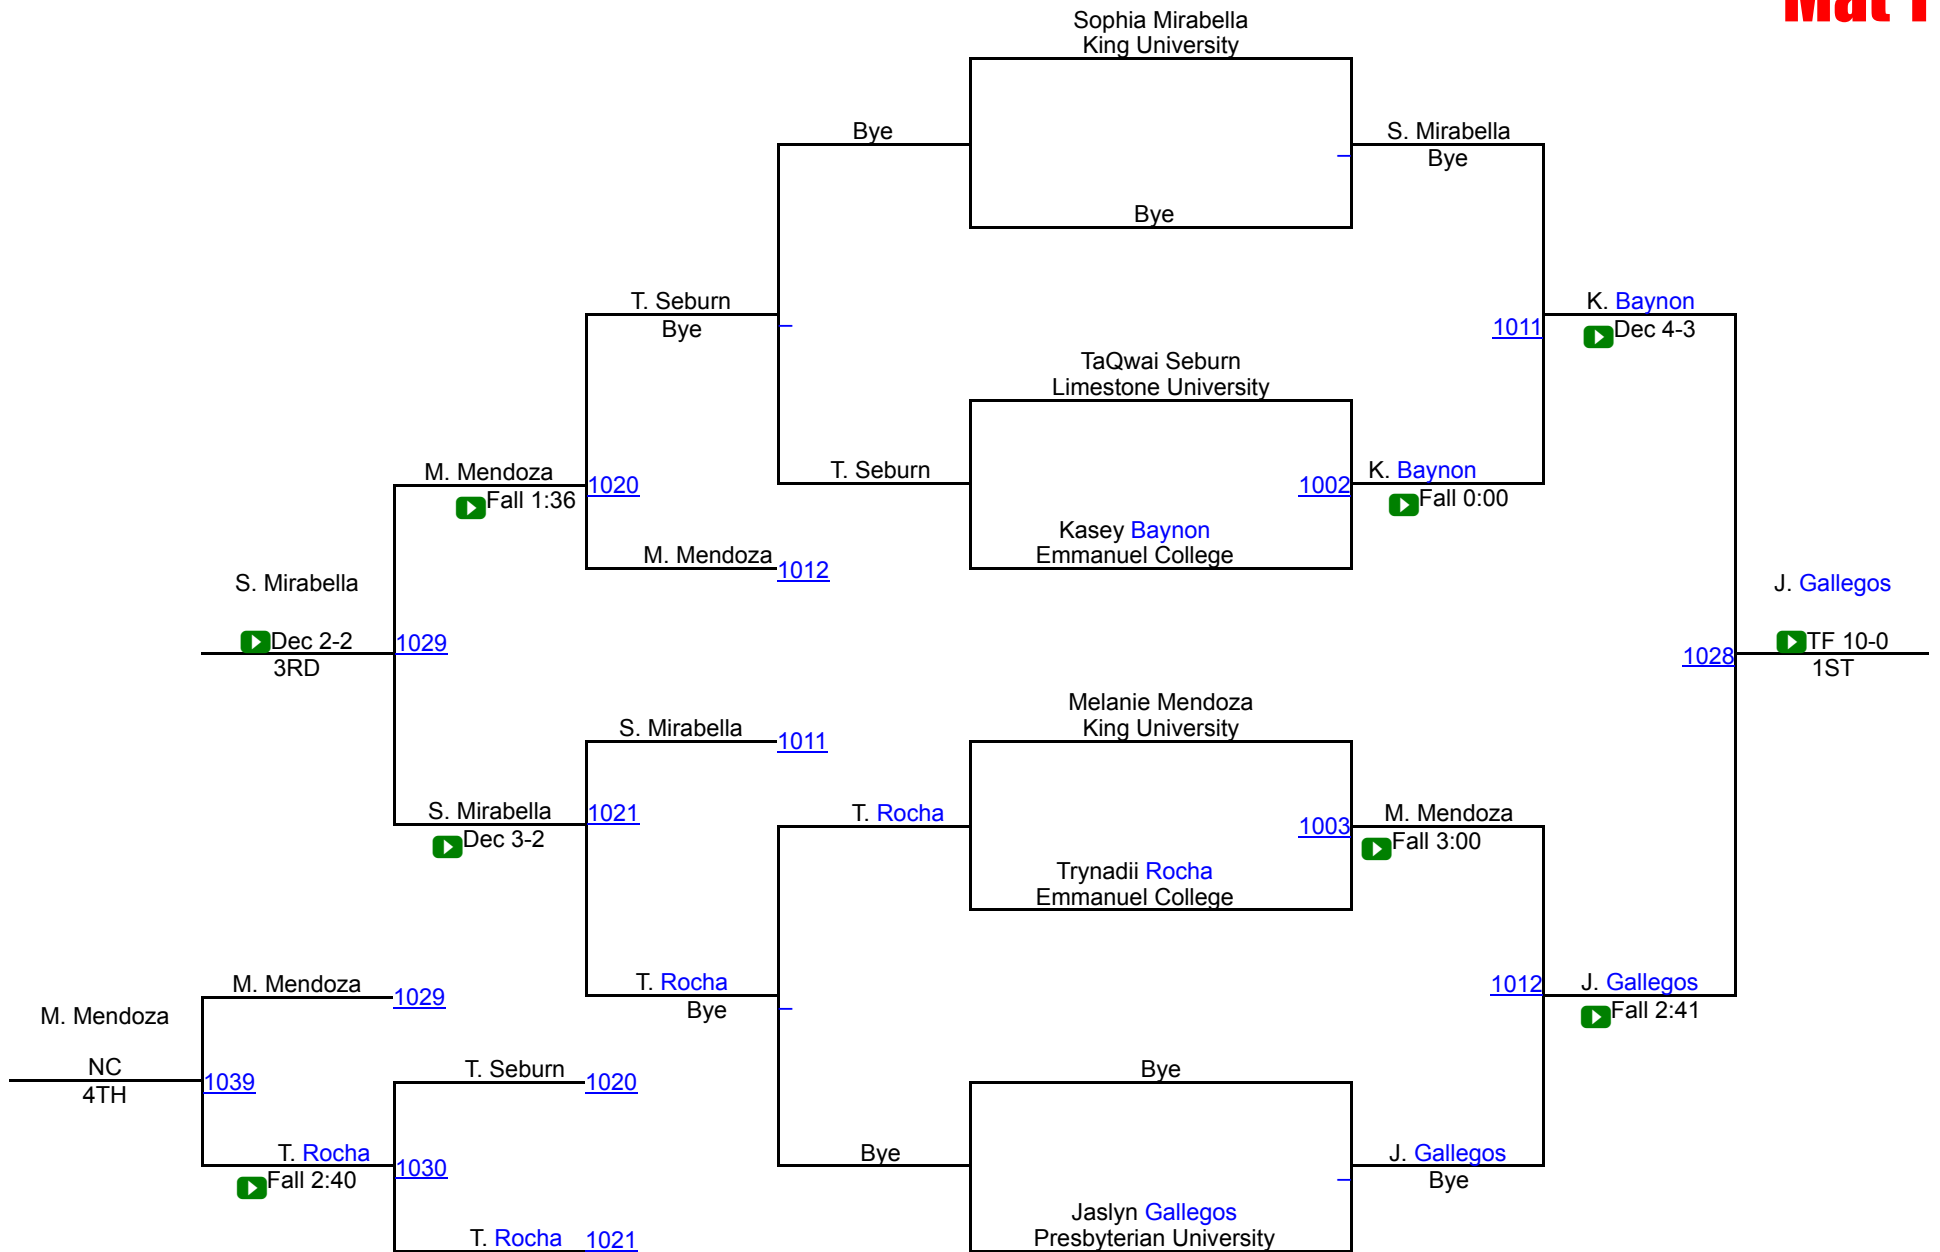 Mat 1
Sophia Mirabella
King University
Bye
S. Mirabella
Bye
Bye
T. Seburn
Bye
K. Baynon
1011
Dec 4-3
TaQwai Seburn
Limestone University
M. Mendoza
1020
Fall 1:36
T. Seburn
1002
K. Baynon
Fall 0:00
Kasey Baynon
Emmanuel College
M. Mendoza
1012
S. Mirabella
J. Gallegos
Dec 2-2
1029
3RD
1028
TF 10-0
1ST
Melanie Mendoza
King University
S. Mirabella
1011
S. Mirabella
1021
Dec 3-2
T. Rocha
1003
M. Mendoza
Fall 3:00
Trynadii Rocha
Emmanuel College
M. Mendoza
1029
T. Rocha
Bye
1012
J. Gallegos
Fall 2:41
M. Mendoza
NC
1039
4TH
T. Seburn
1020
Bye
T. Rocha
1030
Fall 2:40
Bye
J. Gallegos
Bye
Jaslyn Gallegos
Presbyterian University
T. Rocha
1021